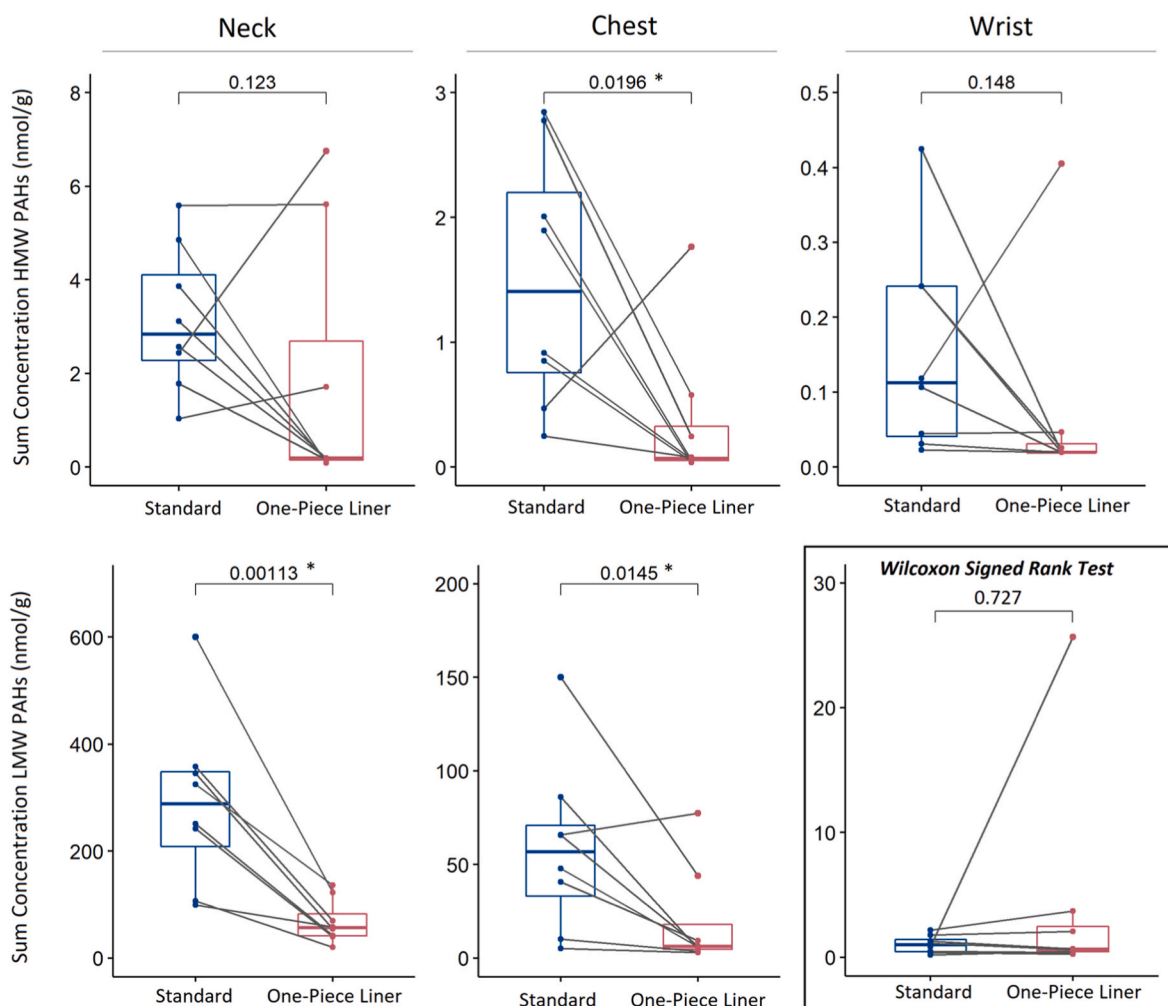 Neck
Chest
Wrist
Sum Concentration HMW PAHs (nmol/g)
0.123
8
6
4
2
0
Standard
One-Piece Liner
0.0196 *
3
2
1
0
Standard
One-Piece Liner
0.148
0.5
0.4
0.3
0.2
0.1
0.0
Standard
One-Piece Liner
Sum Concentration LMW PAHs (nmol/g)
0.00113 *
600
400
200
0
Standard
One-Piece Liner
0.0145 *
200
150
100
50
0
Standard
One-Piece Liner
Wilcoxon Signed Rank Test
0.727
30
20
10
0
Standard
One-Piece Liner